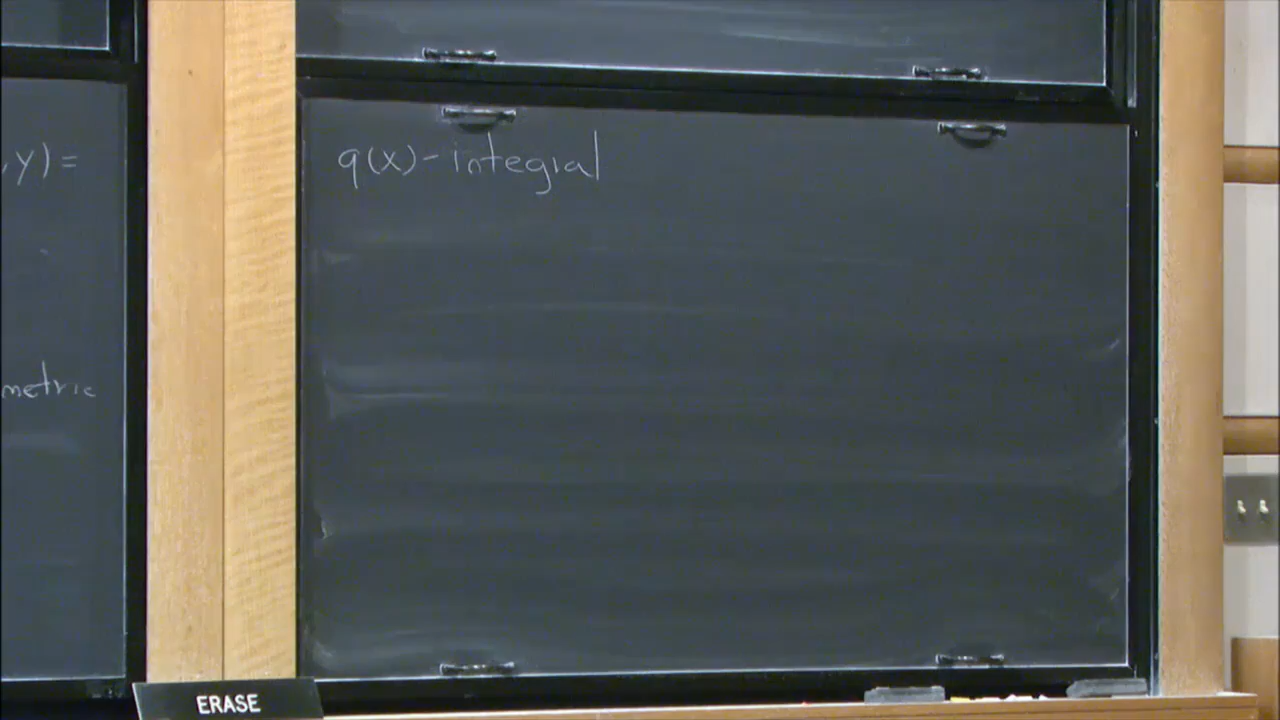 ,y) =
metric
q(x)-integral
ERASE